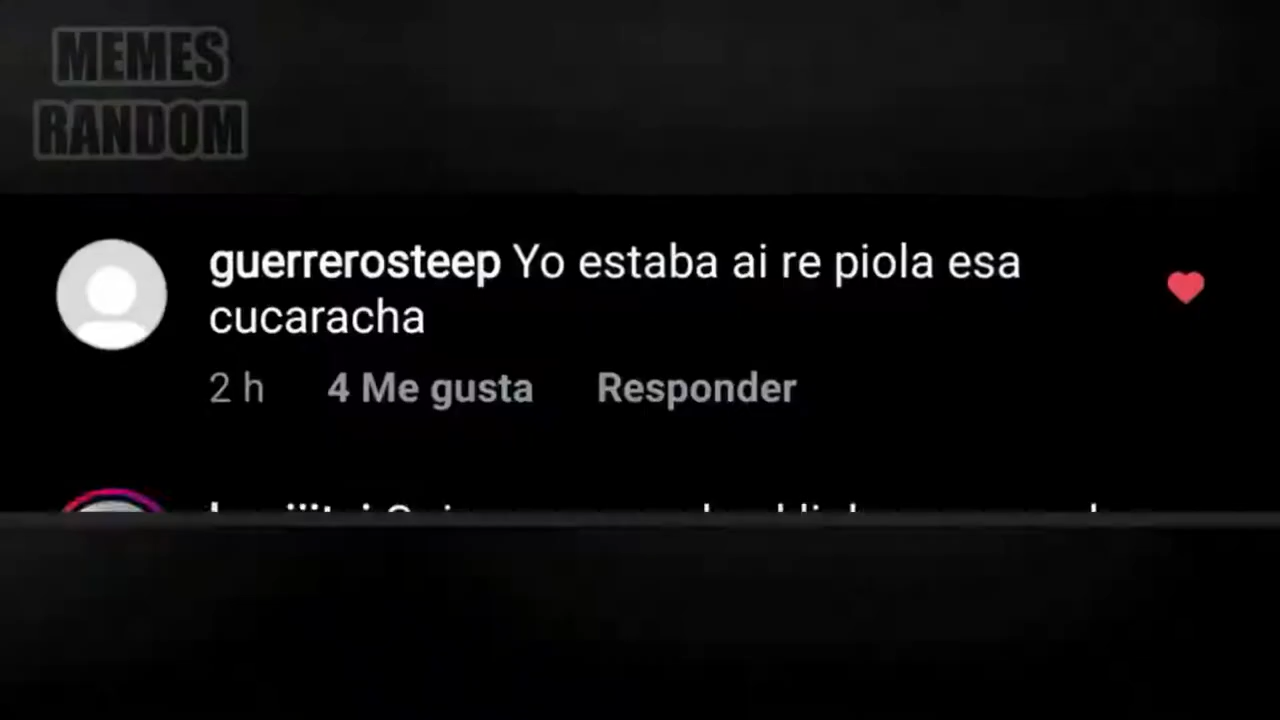 MEMES
RANDOM
guerrerosteep Yo estaba ai re piola esa
cucaracha
2 h 4 Me gusta Responder